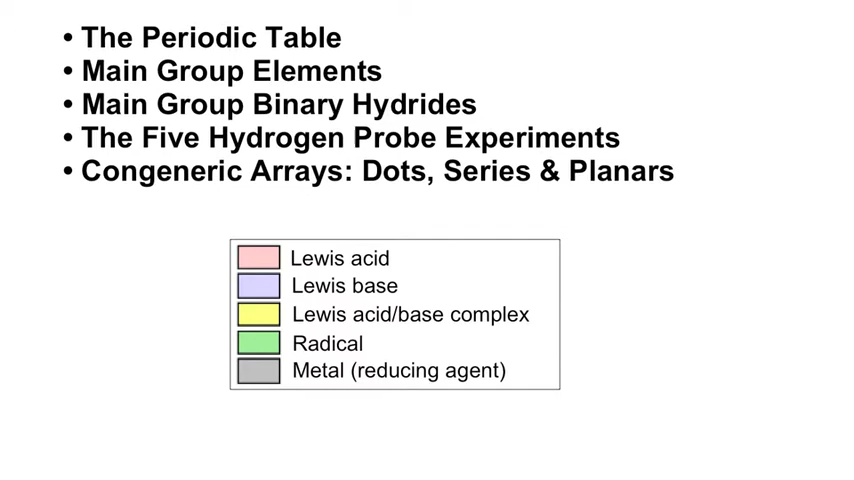 • The Periodic Table
• Main Group Elements
• Main Group Binary Hydrides
• The Five Hydrogen Probe Experiments
• Congeneric Arrays: Dots, Series & Planars
Lewis acid
Lewis base
Lewis acid/base complex
Radical
Metal (reducing agent)